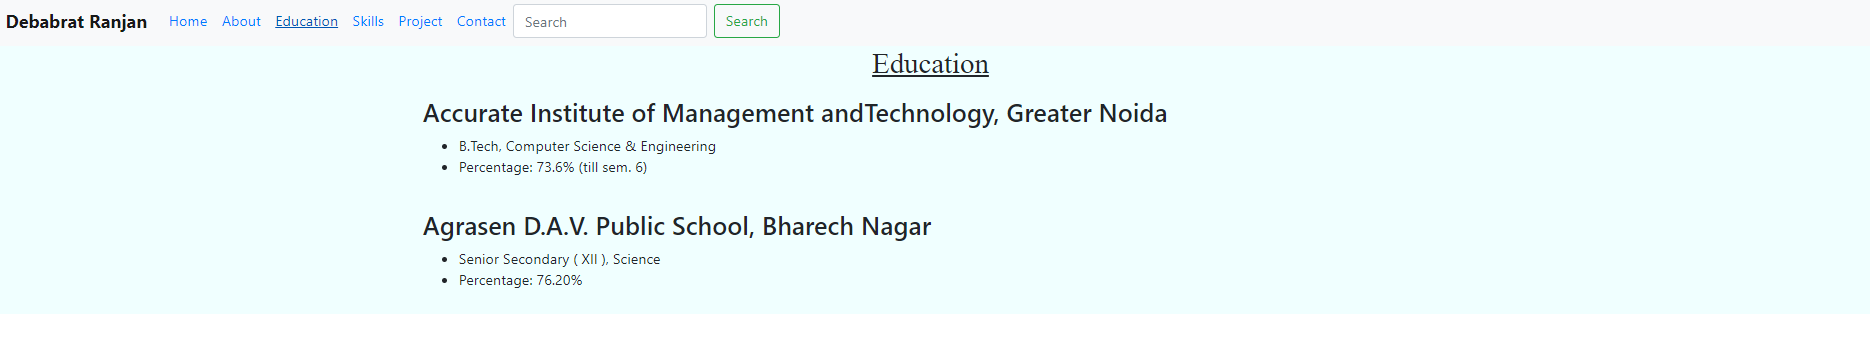 Debabrat Ranjan Home About Education Skills Project Contact Search Search
Education
Accurate Institute of Management andTechnology, Greater Noida
• B.Tech, Computer Science & Engineering
• Percentage: 73.6% (till sem. 6)
Agrasen D.A.V. Public School, Bharech Nagar
• Senior Secondary ( XII ), Science
• Percentage: 76.20%